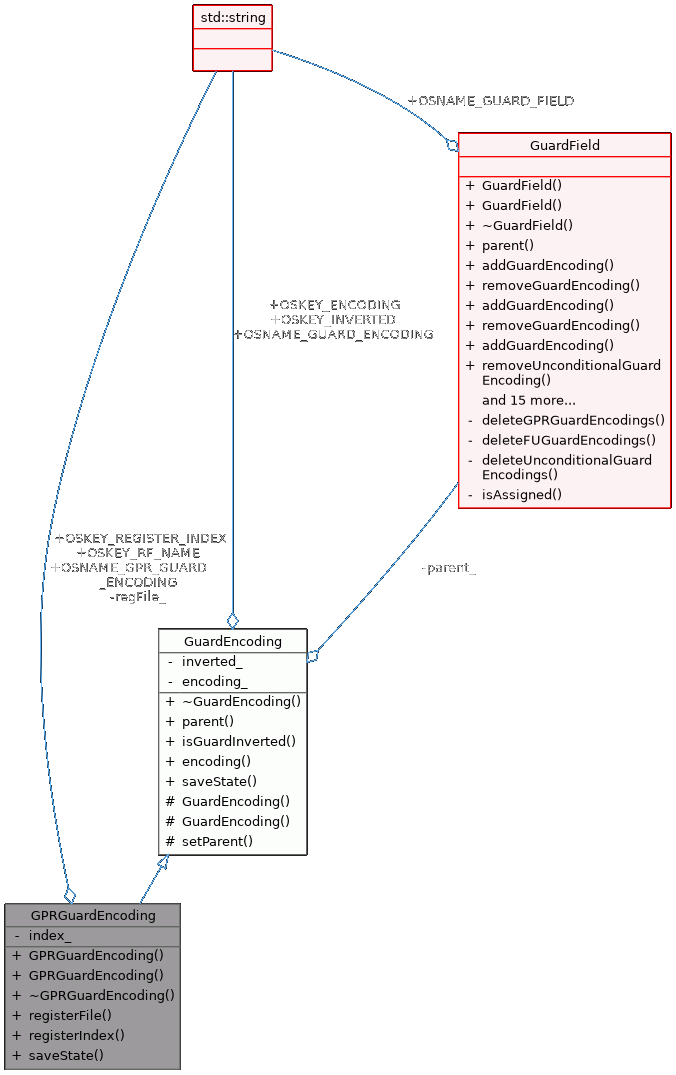 std::string
+OSNAME_GUARD_FIELD
GuardField
+ GuardField()
+ GuardField()
+ ~GuardField()
+ parent()
+ addGuardEncoding()
+ removeGuardEncoding()
+ addGuardEncoding()
+ removeGuardEncoding()
+ addGuardEncoding()
+ removeUnconditionalGuard
Encoding()
and 15 more...
- deleteGPRGuardEncodings()
- deleteFUGuardEncodings()
- deleteUnconditionalGuard
Encodings()
- isAssigned()
+OSKEY_ENCODING
+OSKEY_INVERTED
+OSNAME_GUARD_ENCODING
+OSKEY_REGISTER_INDEX
+OSKEY_RF_NAME
+OSNAME_GPR_GUARD
_ENCODING
-regFile_
-parent_
GuardEncoding
- inverted_
- encoding_
+ ~GuardEncoding()
+ parent()
+ isGuardInverted()
+ encoding()
+ saveState()
# GuardEncoding()
# GuardEncoding()
# setParent()
GPRGuardEncoding
- index_
+ GPRGuardEncoding()
+ GPRGuardEncoding()
+ ~GPRGuardEncoding()
+ registerFile()
+ registerIndex()
+ saveState()